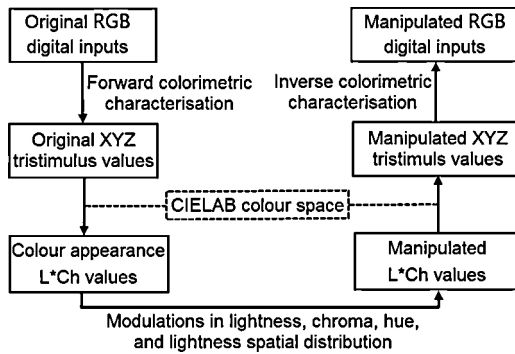 Original RGB
digital inputs
Manipulated RGB
digital inputs
Forward colorimetric
characterisation
Inverse colorimetric
characterisation
Original XYZ
tristimulus values
Manipulated XYZ
tristimuls values
CIELAB colour space
Colour appearance
L*Ch values
Manipulated
L*Ch values
Modulations in lightness, chroma, hue,
and lightness spatial distribution